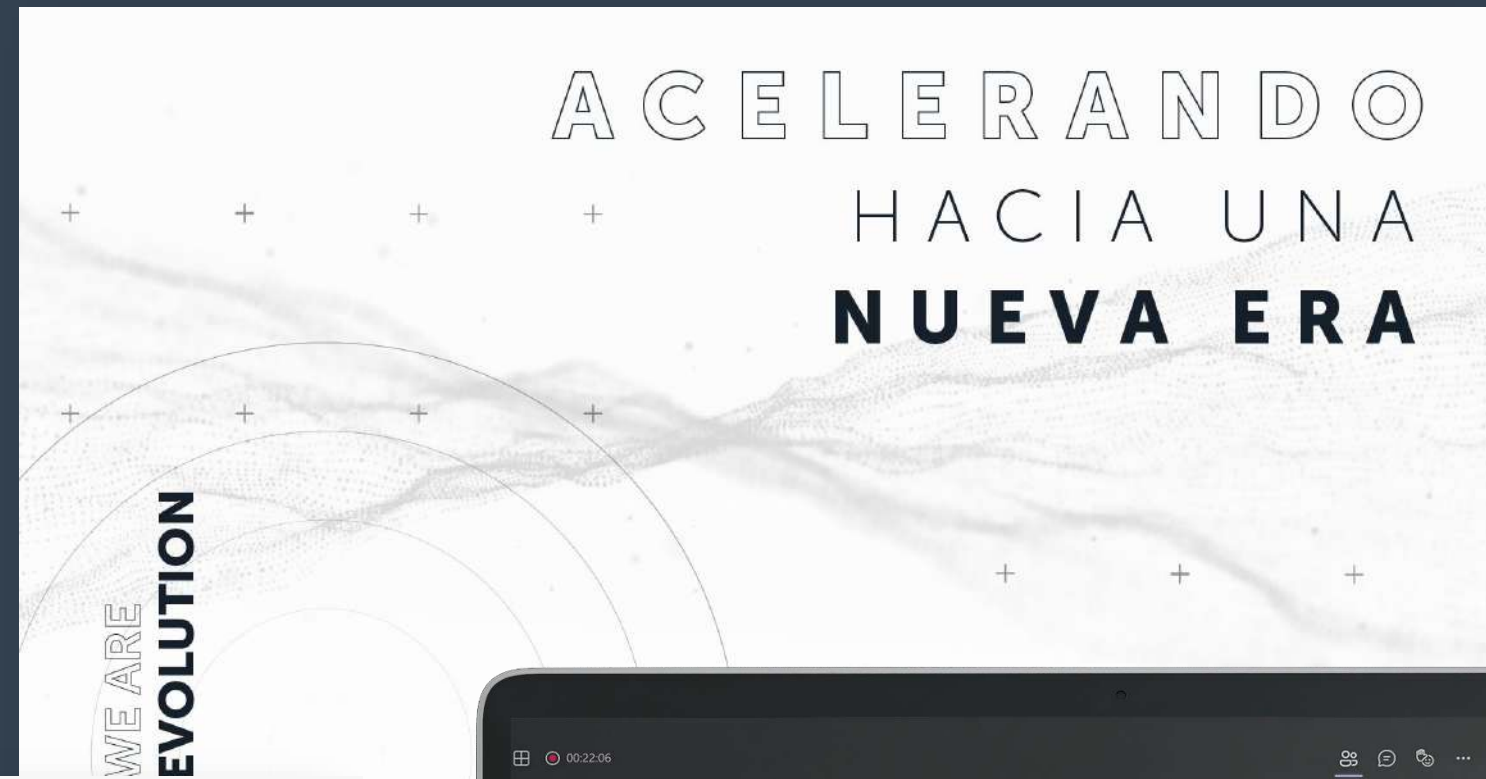 ACELERANDO
HACIA UNA
NUEVA ERA
WE ARE
EVOLUTION
00:22:06